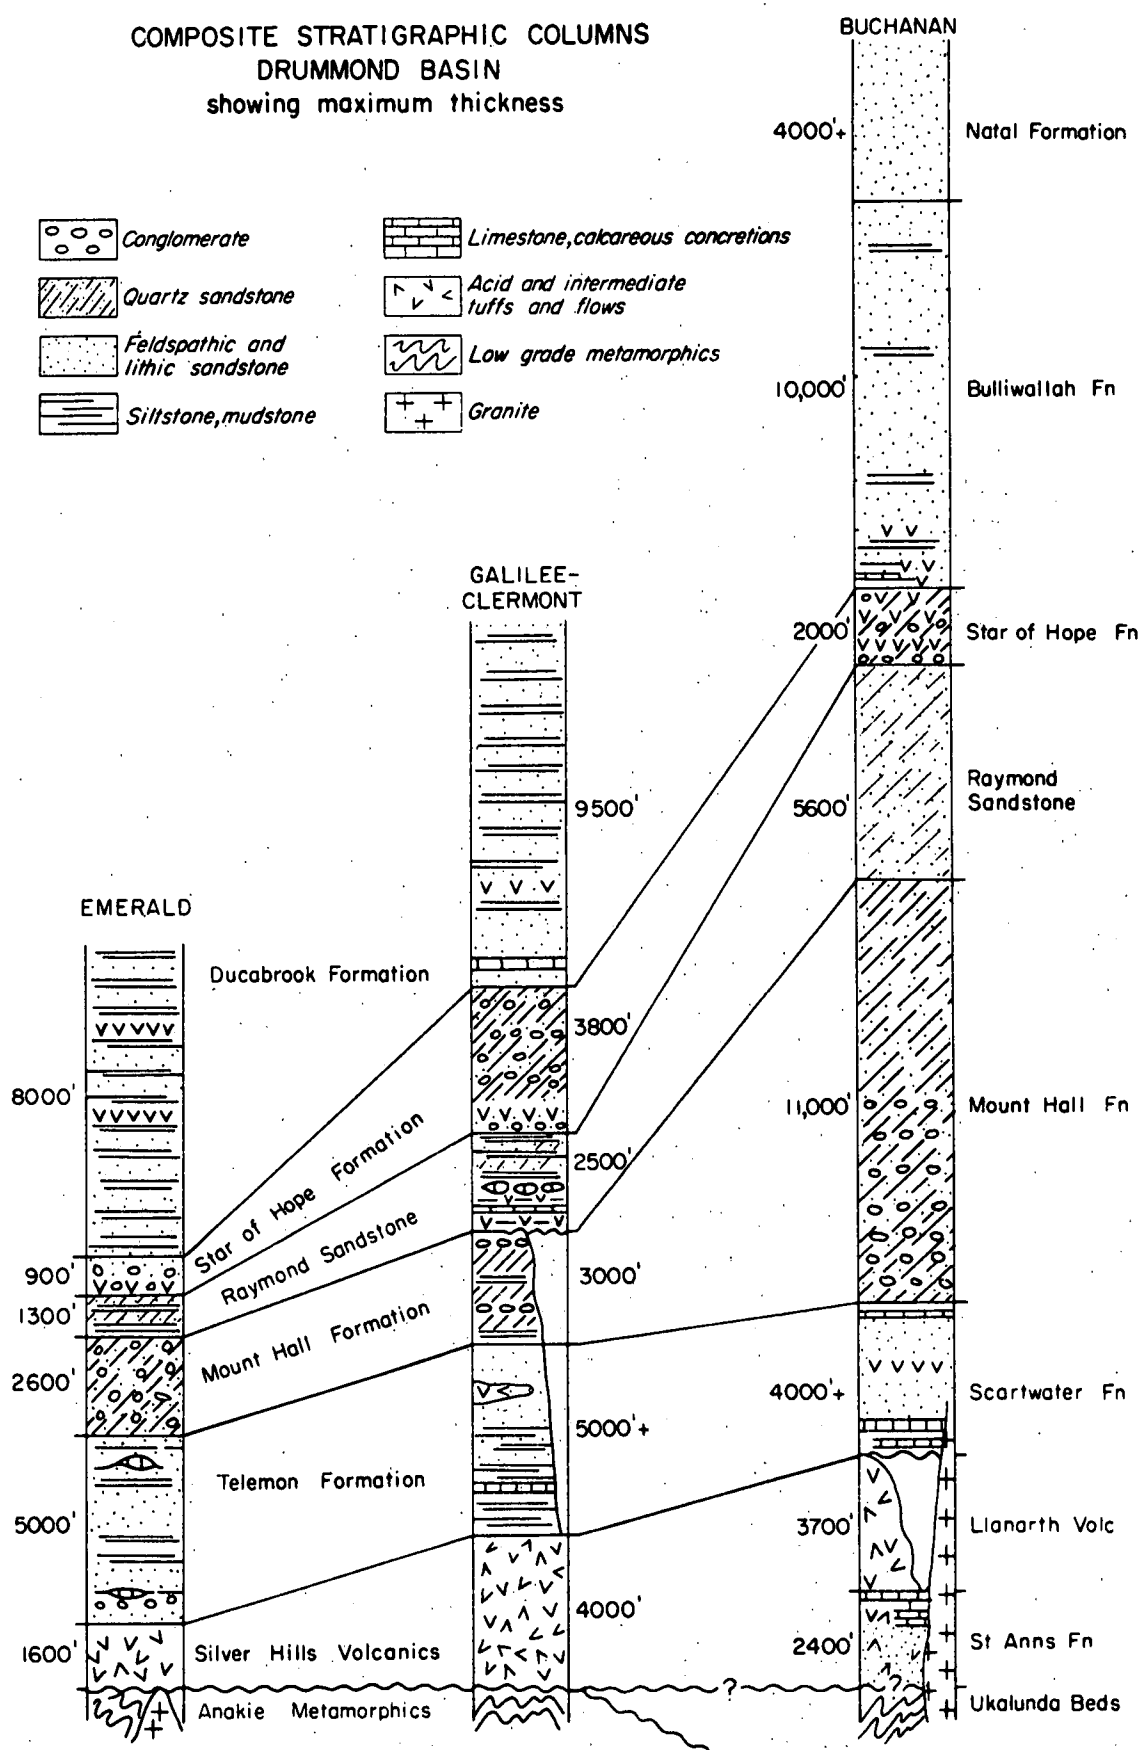 COMPOSITE STRATIGRAPHIC COLUMNS
DRUMMOND BASIN
showing maximum thickness
Conglomerate
Quartz sandstone
Feldspathic and
lithic sandstone
Siltstone, mudstone
Limestone, calcareous concretions
Acid and intermediate
tuffs and flows
Low grade metamorphics
Granite
EMERALD
8000'
900'
1300'
2600'
5000'
1600'
Ducabrook Formation
Star of Hope Formation
Raymond Sandstone
Mount Hall Formation
Telemon Formation
Silver Hills Volcanics
Anakie Metamorphics
GALILEE-
CLERMONT
9500'
3800'
2500'
3000'
5000'+
4000'
?
BUCHANAN
4000'+
Natal Formation
10,000'
Bulliwallah Fn
2000'
Star of Hope Fn
5600'
Raymond
Sandstone
11,000'
Mount Hall Fn
4000'+
Scartwater Fn
3700'
Llanarth Volc
2400'
St Anns Fn
?
Ukalunda Beds